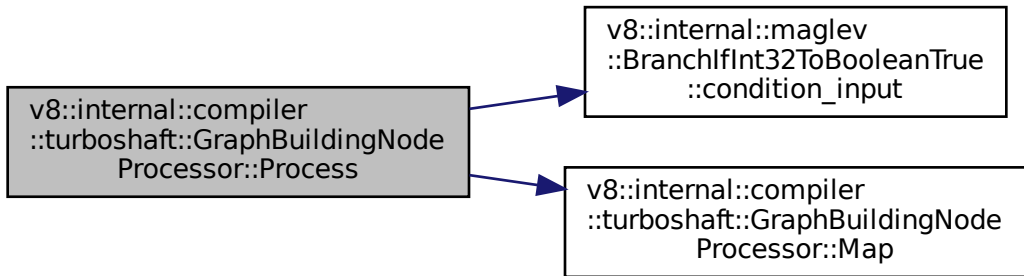 v8::internal::compiler
::turboshaft::GraphBuildingNode
Processor::Process
v8::internal::maglev
::BranchIfInt32ToBooleanTrue
::condition_input
v8::internal::compiler
::turboshaft::GraphBuildingNode
Processor::Map